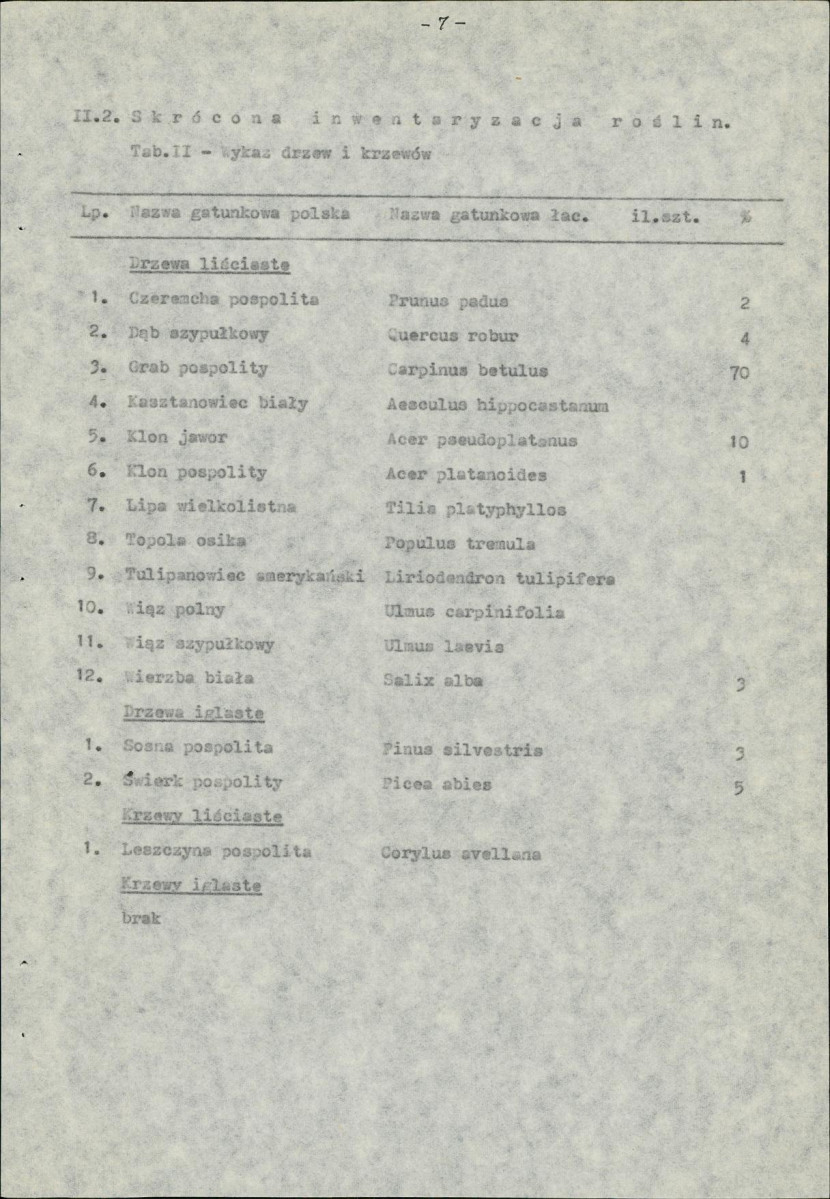 - 7 -
II.2. S k r ó c o n a   i n w e n t a r y z a c j a   r o ś l i n.
Tab.II - Wykaz drzew i krzewów
Lp. Nazwa gatunkowa polska Nazwa gatunkowa łac. il.szt. %
Drzewa liściaste
1. Czeremcha pospolita Prunus padus 2
2. Dąb szypułkowy Quercus robur 4
3. Grab pospolity Carpinus betulus 70
4. Kasztanowiec biały Aesculus hippocastanum
5. Klon jawor Acer pseudoplatanus 10
6. Klon pospolity Acer platanoides 1
7. Lipa wielkolistna Tilia platyphyllos
8. Topola osika Populus tremula
9. Tulipanowiec amerykański Liriodendron tulipifera
10. Wiąz polny Ulmus carpinifolia
11. Wiąz szypułkowy Ulmus laevis
12. Wierzba biała Salix alba 3
Drzewa iglaste
1. Sosna pospolita Pinus silvestris 3
2. Świerk pospolity Picea abies 5
Krzewy liściaste
1. Leszczyna pospolita Corylus avellana
Krzewy iglaste
brak